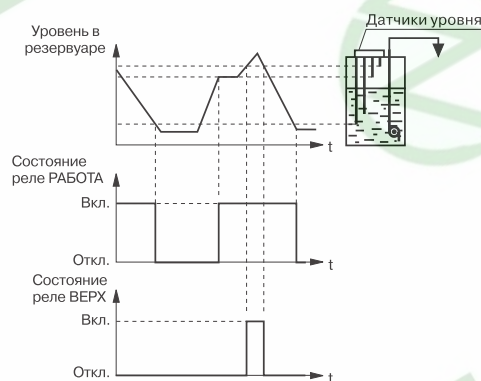 Датчики уровня
Уровень в
резервуаре
t
Состояние
реле РАБОТА
Вкл.
Откл.
t
Состояние
реле ВЕРХ
Вкл.
Откл.
t